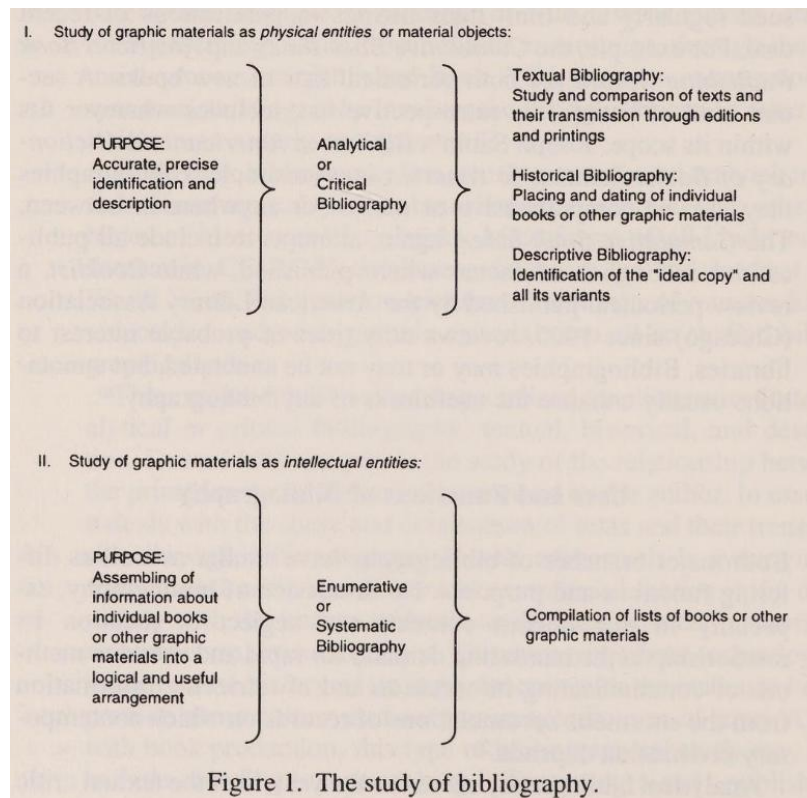 I. Study of graphic materials as physical entities or material objects:
PURPOSE:
Accurate, precise
identification and
description
Analytical
or
Critical
Bibliography
Textual Bibliography:
Study and comparison of texts and
their transmission through editions
and printings
Historical Bibliography:
Placing and dating of individual
books or other graphic materials
Descriptive Bibliography:
Identification of the "ideal copy" and
all its variants
II. Study of graphic materials as intellectual entities:
PURPOSE:
Assembling of
information about
individual books
or other graphic
materials into a
logical and useful
arrangement
Enumerative
or
Systematic
Bibliography
Compilation of lists of books or other
graphic materials
Figure 1. The study of bibliography.